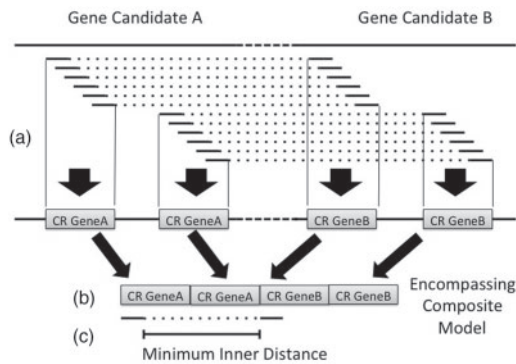 Gene Candidate A Gene Candidate B
(a)
CR GeneA CR GeneA CR GeneB CR GeneB
(b) CR GeneA CR GeneA CR GeneB CR GeneB
Encompassing
Composite
Model
(c)
Minimum Inner Distance